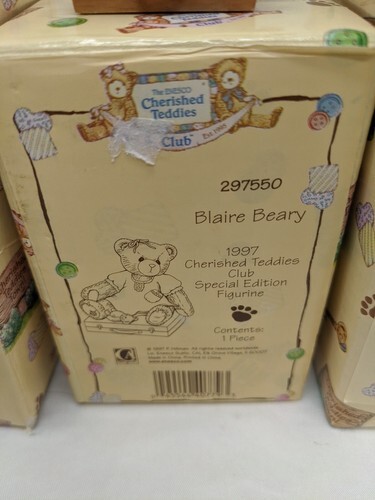 The ENESCO
Cherished
Teddies
Club
Est 1995
297550
Blaire Beary
1997
Cherished Teddies
Club
Special Edition
Figurine
Contents:
1 Piece